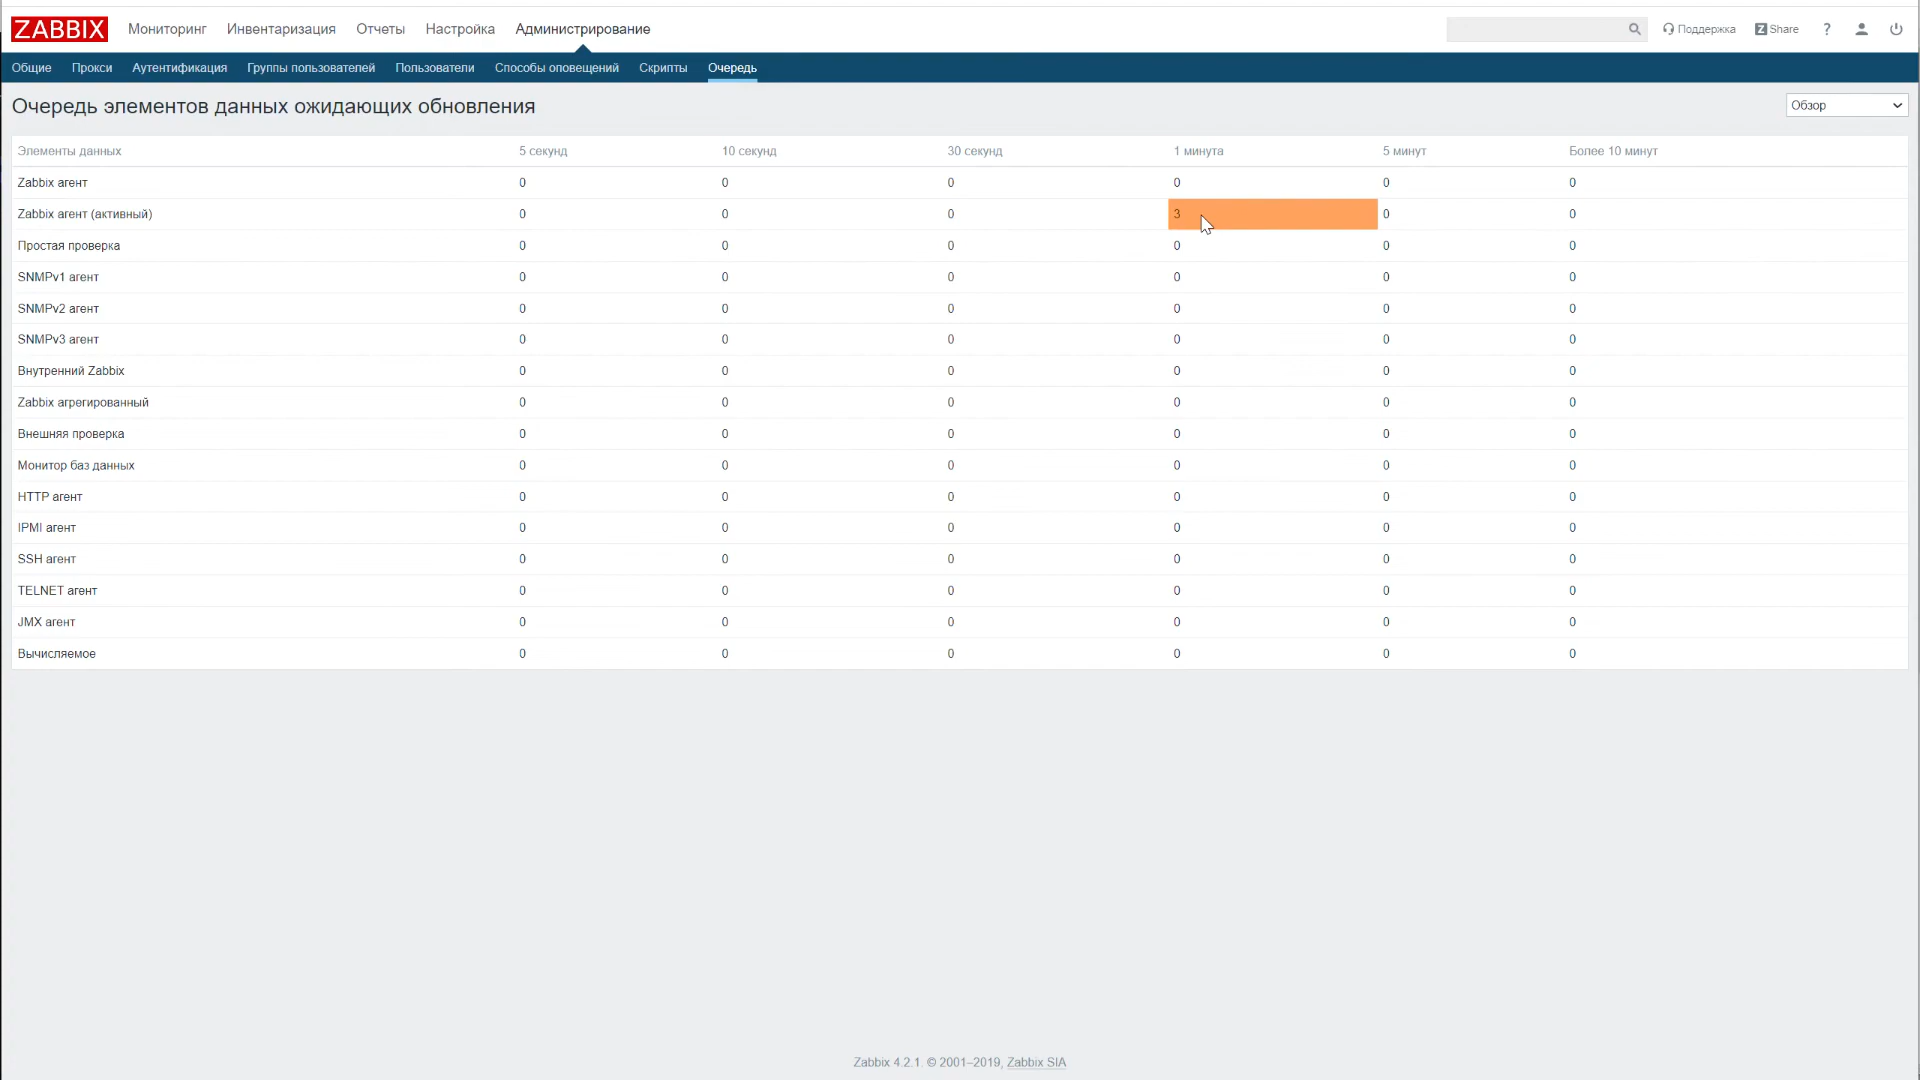 ZABBIX Мониторинг Инвентаризация Отчеты Настройка Администрирование Поддержка Z Share ?
Общие Прокси Аутентификация Группы пользователей Пользователи Способы оповещений Скрипты Очередь
Очередь элементов данных ожидающих обновления Обзор
Элементы данных 5 секунд 10 секунд 30 секунд 1 минута 5 минут Более 10 минут
Zabbix агент 0 0 0 0 0 0
Zabbix агент (активный) 0 0 0 3 0 0
Простая проверка 0 0 0 0 0 0
SNMPv1 агент 0 0 0 0 0 0
SNMPv2 агент 0 0 0 0 0 0
SNMPv3 агент 0 0 0 0 0 0
Внутренний Zabbix 0 0 0 0 0 0
Zabbix агрегированный 0 0 0 0 0 0
Внешняя проверка 0 0 0 0 0 0
Монитор баз данных 0 0 0 0 0 0
HTTP агент 0 0 0 0 0 0
IPMI агент 0 0 0 0 0 0
SSH агент 0 0 0 0 0 0
TELNET агент 0 0 0 0 0 0
JMX агент 0 0 0 0 0 0
Вычисляемое 0 0 0 0 0 0
Zabbix 4.2.1. © 2001–2019, Zabbix SIA